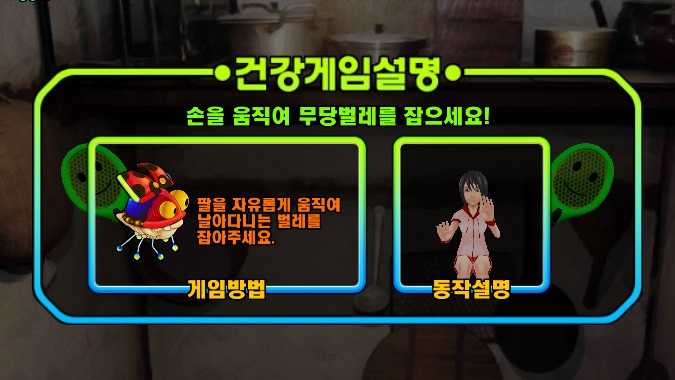 건강게임설명
손을 움직여 무당벌레를 잡으세요!
팔을 자유롭게 움직여
날아다니는 벌레를
잡아주세요.
게임방법
동작설명